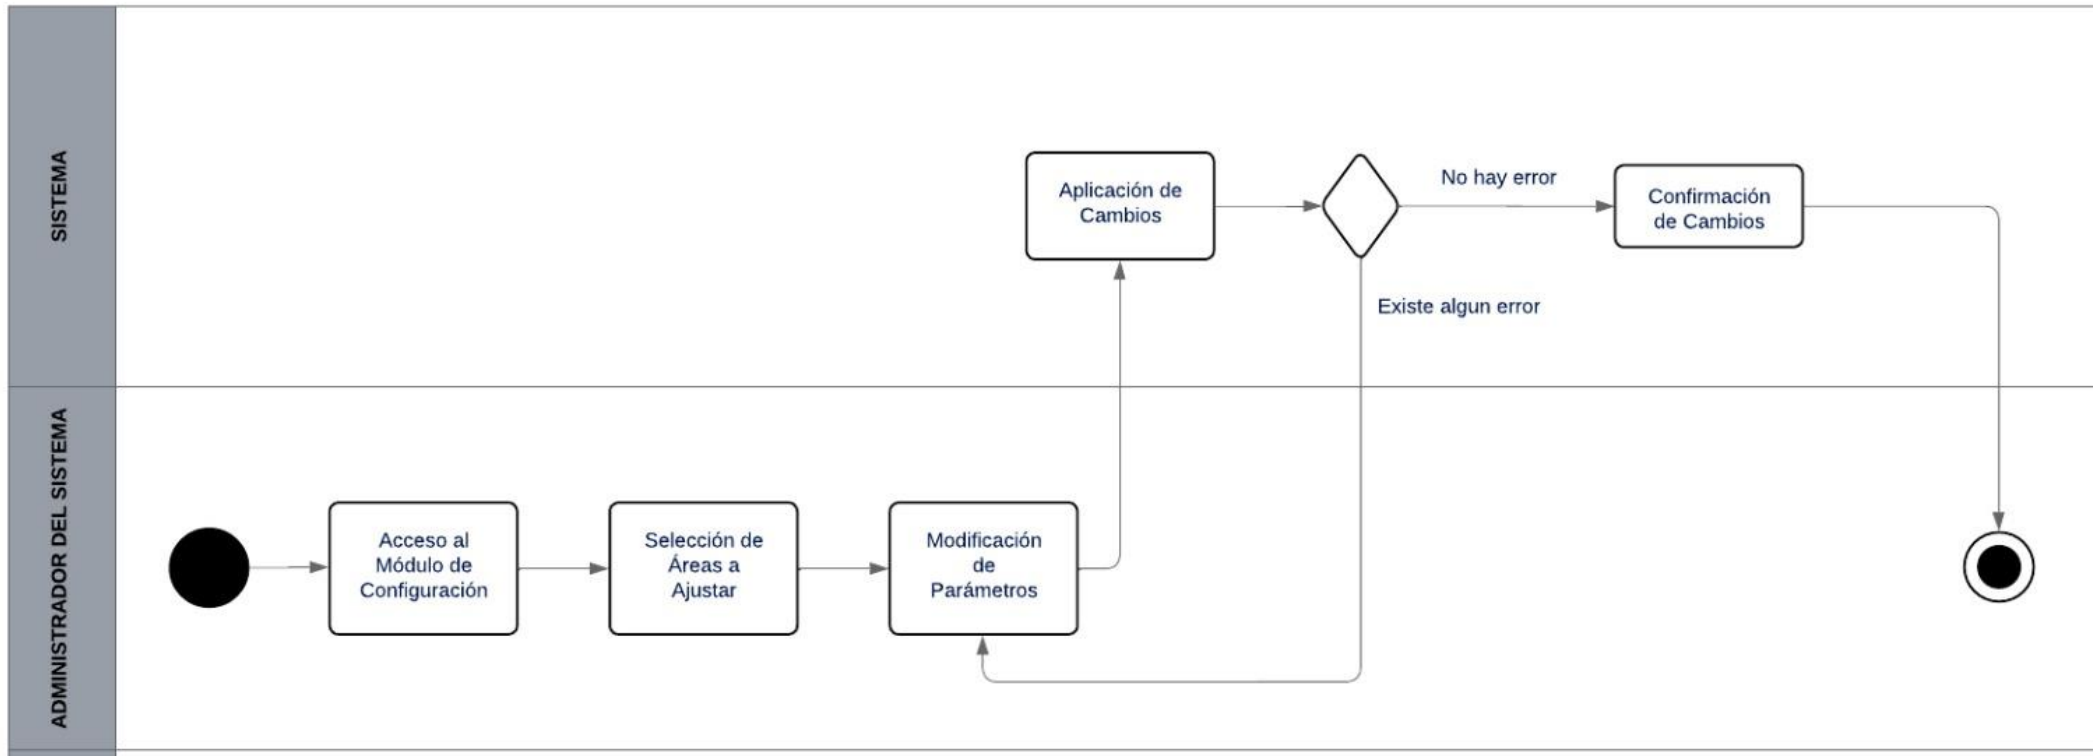 SISTEMA
Aplicación de
Cambios
No hay error
Confirmación
de Cambios
Existe algun error
ADMINISTRADOR DEL SISTEMA
Acceso al
Módulo de
Configuración
Selección de
Áreas a
Ajustar
Modificación
de
Parámetros